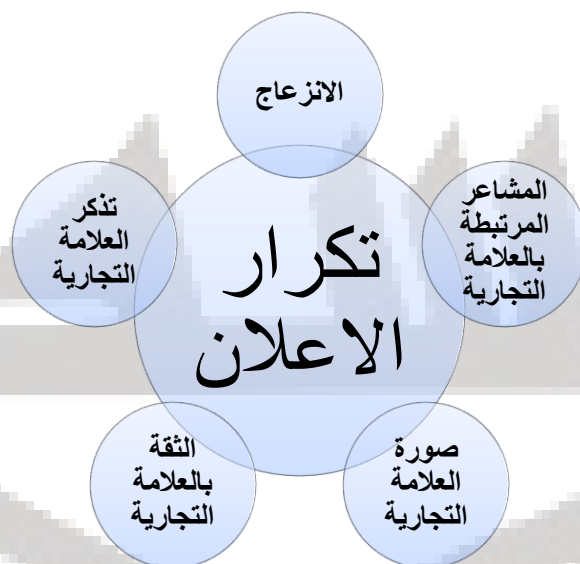 الانزعاج
المشاعر
المرتبطة
بالعلامة
التجارية
تذكر
العلامة
التجارية
تكرار
الاعلان
صورة
العلامة
التجارية
الثقة
بالعلامة
التجارية